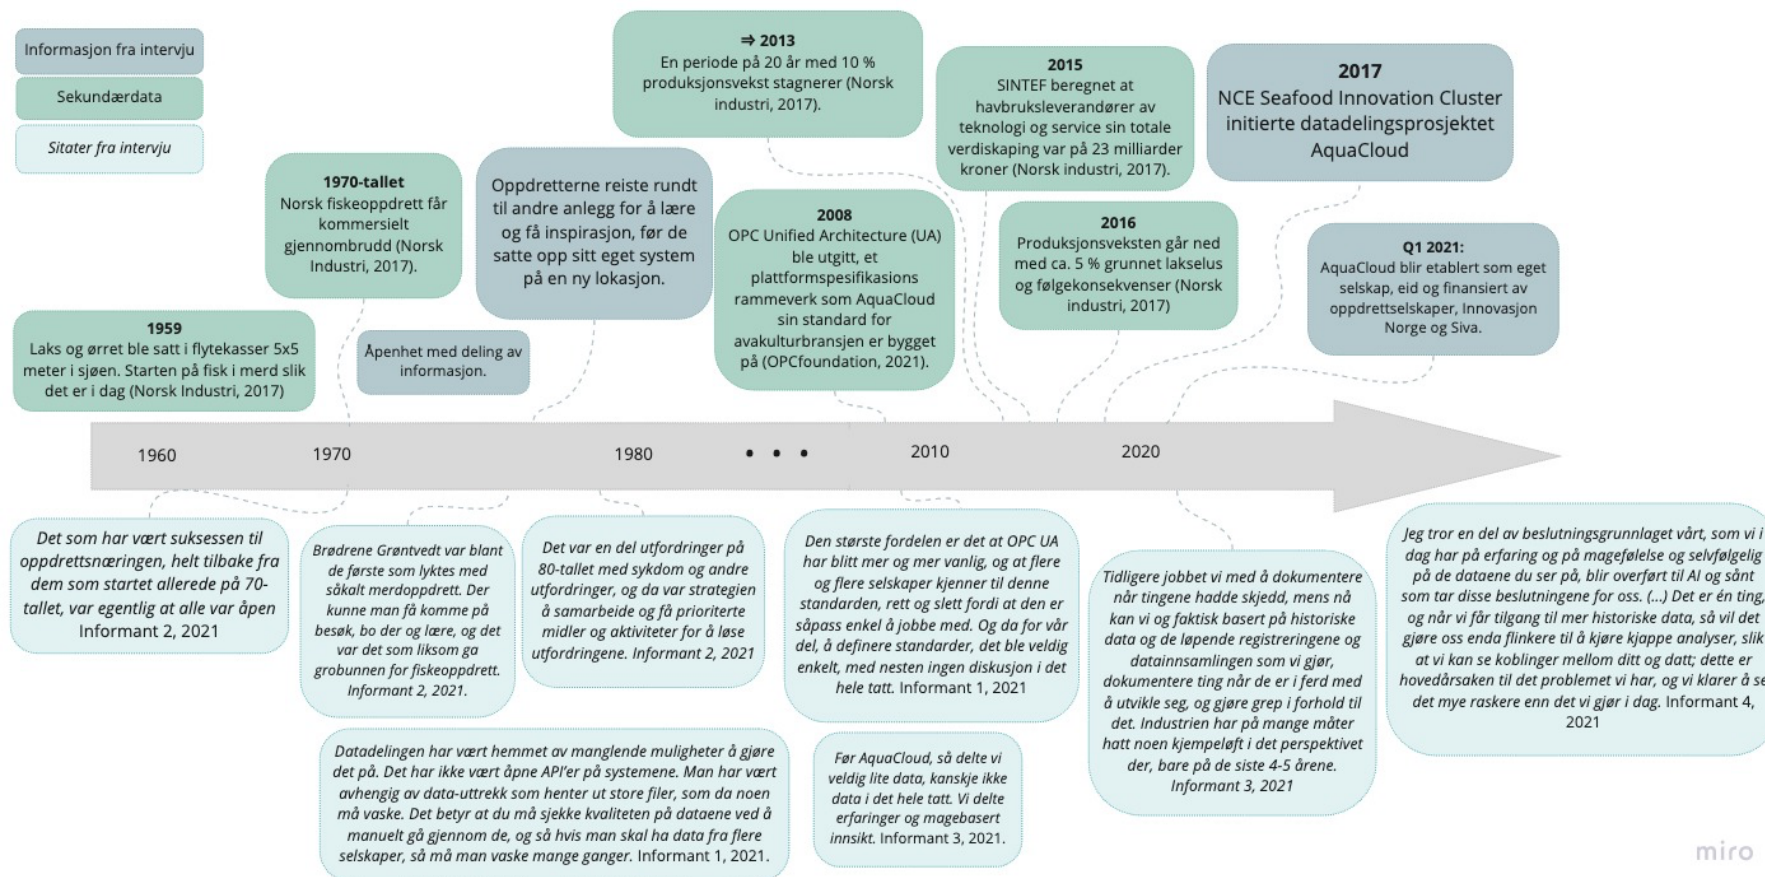 Informasjon fra intervju
Sekundærdata
Sitater fra intervju
1959
Laks og ørret ble satt i flytekasser 5x5
meter i sjøen. Starten på fisk i merd slik
det er i dag (Norsk Industri, 2017)
1970-tallet
Norsk fiskeoppdrett får
kommersielt
gjennombrudd (Norsk
Industri, 2017).
Åpenhet med deling av
informasjon.
Oppdretterne reiste rundt
til andre anlegg for å lære
og få inspirasjon, før de
satte opp sitt eget system
på en ny lokasjon.
⇒ 2013
En periode på 20 år med 10 %
produksjonsvekst stagnerer (Norsk
industri, 2017).
2008
OPC Unified Architecture (UA)
ble utgitt, et
plattformspesifikasjons
rammeverk som AquaCloud
sin standard for
avakulturbransjen er bygget
på (OPCfoundation, 2021).
2015
SINTEF beregnet at
havbruksleverandører av
teknologi og service sin totale
verdiskaping var på 23 milliarder
kroner (Norsk industri, 2017).
2016
Produksjonsveksten går ned
med ca. 5 % grunnet lakselus
og følgekonsekvenser (Norsk
industri, 2017)
2017
NCE Seafood Innovation Cluster
initierte datadelingsprosjektet
AquaCloud
Q1 2021:
AquaCloud blir etablert som eget
selskap, eid og finansiert av
oppdrettselskaper, Innovasjon
Norge og Siva.
1960 1970 1980 • • • 2010 2020
Det som har vært suksessen til
oppdrettsnæringen, helt tilbake fra
dem som startet allerede på 70-
tallet, var egentlig at alle var åpen
Informant 2, 2021
Brødrene Grøntvedt var blant
de første som lyktes med
såkalt merdoppdrett. Der
kunne man få komme på
besøk, bo der og lære, og det
var det som liksom ga
grobunnen for fiskeoppdrett.
Informant 2, 2021.
Det var en del utfordringer på
80-tallet med sykdom og andre
utfordringer, og da var strategien
å samarbeide og få prioriterte
midler og aktiviteter for å løse
utfordringene. Informant 2, 2021
Datadelingen har vært hemmet av manglende muligheter å gjøre
det på. Det har ikke vært åpne API'er på systemene. Man har vært
avhengig av data-uttrekk som henter ut store filer, som da noen
må vaske. Det betyr at du må sjekke kvaliteten på dataene ved å
manuelt gå gjennom de, og så hvis man skal ha data fra flere
selskaper, så må man vaske mange ganger. Informant 1, 2021.
Den største fordelen er det at OPC UA
har blitt mer og mer vanlig, og at flere
og flere selskaper kjenner til denne
standarden, rett og slett fordi at den er
såpass enkel å jobbe med. Og da for vår
del, å definere standarder, det ble veldig
enkelt, med nesten ingen diskusjon i det
hele tatt. Informant 1, 2021
Før AquaCloud, så delte vi
veldig lite data, kanskje ikke
data i det hele tatt. Vi delte
erfaringer og magebasert
innsikt. Informant 3, 2021.
Tidligere jobbet vi med å dokumentere
når tingene hadde skjedd, mens nå
kan vi og faktisk basert på historiske
data og de løpende registreringene og
datainnsamlingen som vi gjør,
dokumentere ting når de er i ferd med
å utvikle seg, og gjøre grep i forhold til
det. Industrien har på mange måter
hatt noen kjempeløft i det perspektivet
der, bare på de siste 4-5 årene.
Informant 3, 2021
Jeg tror en del av beslutningsgrunnlaget vårt, som vi i
dag har på erfaring og på magefølelse og selvfølgelig
på de dataene du ser på, blir overført til AI og sånt
som tar disse beslutningene for oss. (...) Det er én ting,
og når vi får tilgang til mer historiske data, så vil det
gjøre oss enda flinkere til å kjøre kjappe analyser, slik
at vi kan se koblinger mellom ditt og datt; dette er
hovedårsaken til det problemet vi har, og vi klarer å se
det mye raskere enn det vi gjør i dag. Informant 4,
2021
miro